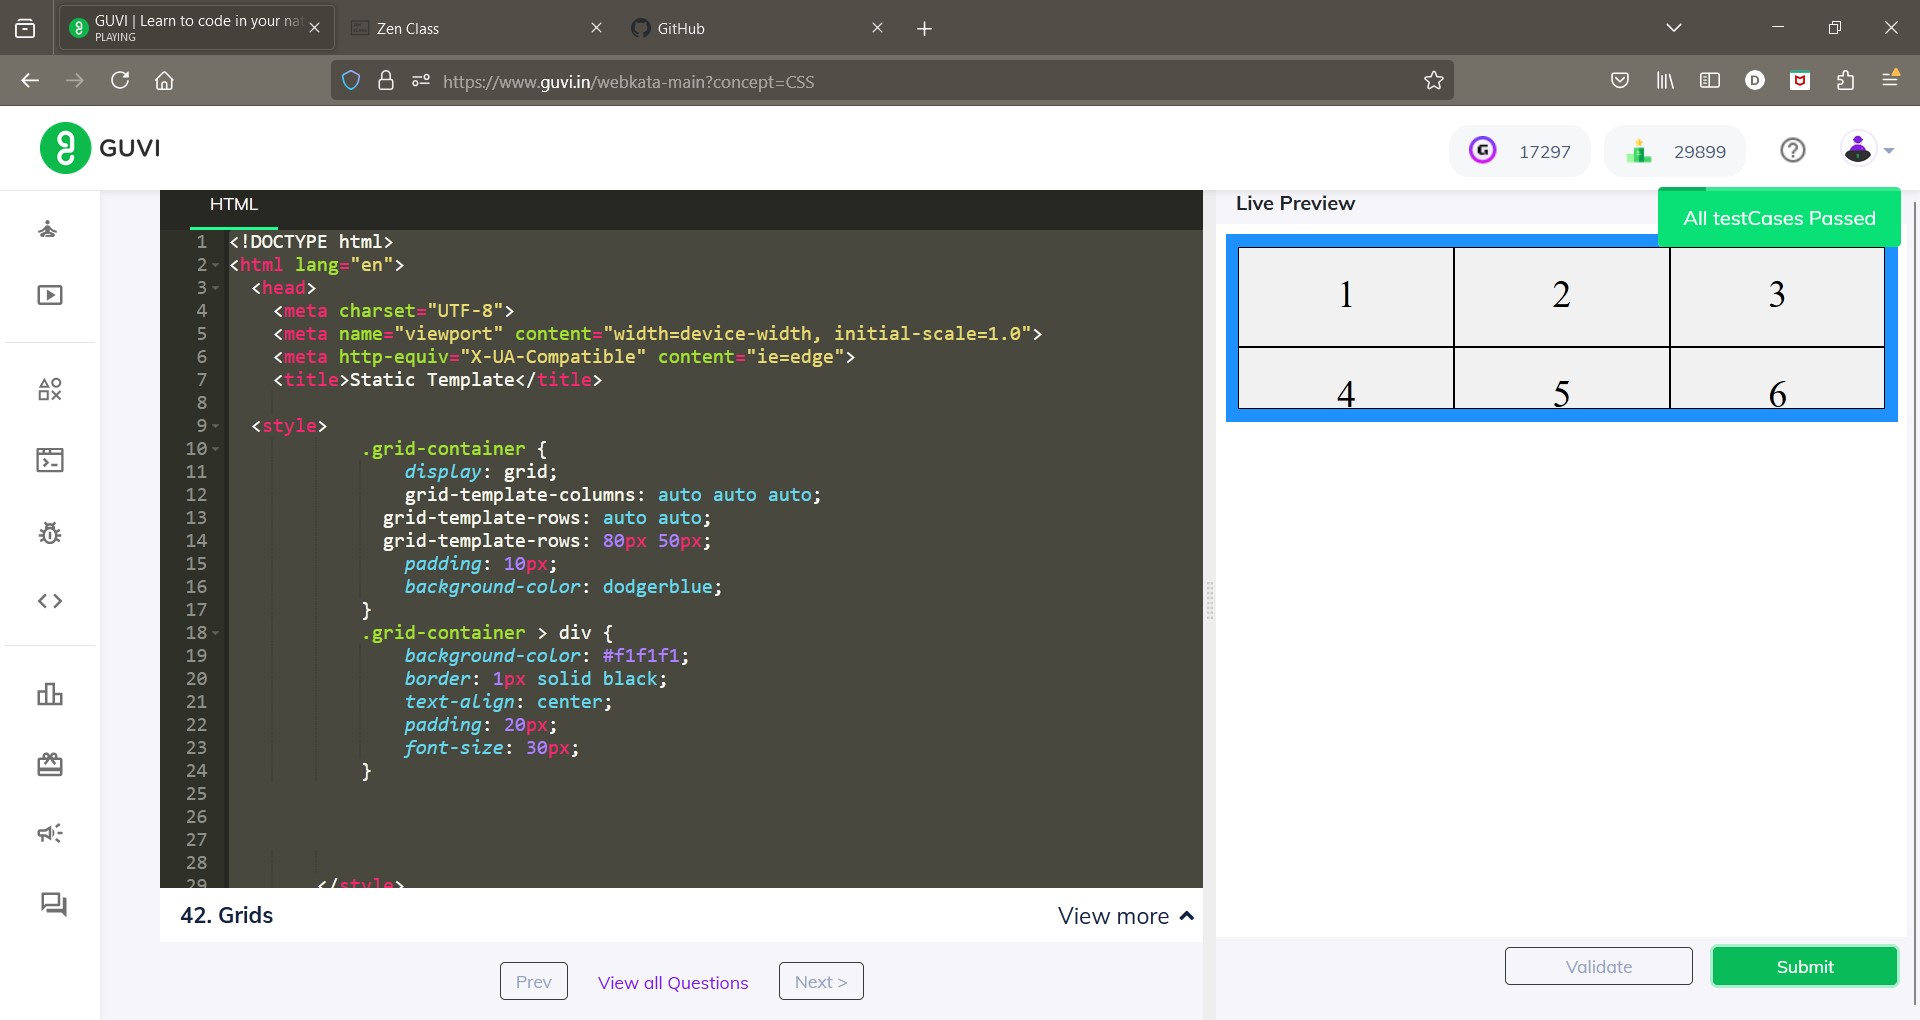 GUVI | Learn to code in your nat
PLAYING
Zen Class
GitHub
https://www.guvi.in/webkata-main?concept=CSS
D
GUVI
G 17297
29899
HTML
Live Preview
All testCases Passed
1 <!DOCTYPE html>
2 <html lang="en">
3 <head>
4 <meta charset="UTF-8">
5 <meta name="viewport" content="width=device-width, initial-scale=1.0">
6 <meta http-equiv="X-UA-Compatible" content="ie=edge">
7 <title>Static Template</title>
8
9 <style>
10 .grid-container {
11 display: grid;
12 grid-template-columns: auto auto auto;
13 grid-template-rows: auto auto;
14 grid-template-rows: 80px 50px;
15 padding: 10px;
16 background-color: dodgerblue;
17 }
18 .grid-container > div {
19 background-color: #f1f1f1;
20 border: 1px solid black;
21 text-align: center;
22 padding: 20px;
23 font-size: 30px;
24 }
25
26
27
28
29 </style>
1 2 3
4 5 6
42. Grids
View more
Prev
View all Questions
Next >
Validate
Submit